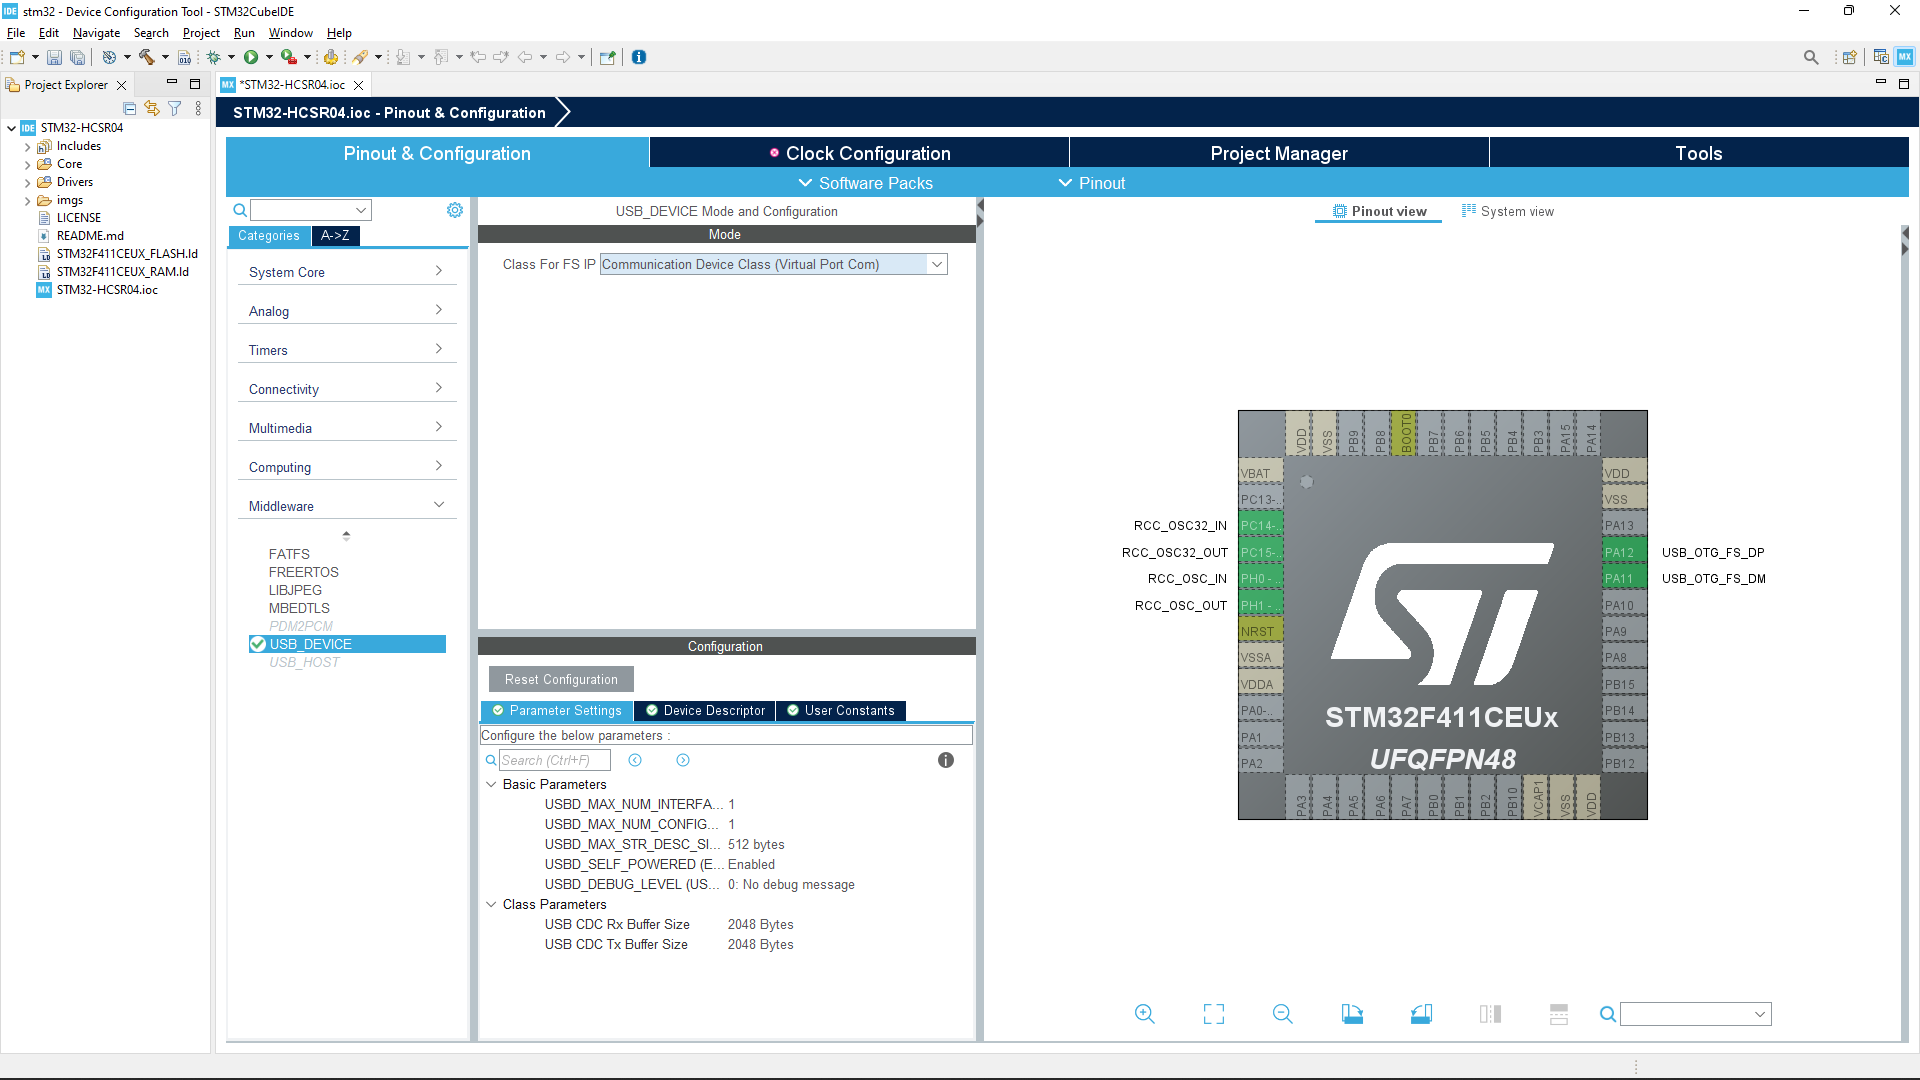 stm32 - Device Configuration Tool - STM32CubeIDE
File Edit Navigate Search Project Run Window Help
Project Explorer
*STM32-HCSR04.ioc
STM32-HCSR04
Includes
Core
Drivers
imgs
LICENSE
README.md
STM32F411CEUX_FLASH.ld
STM32F411CEUX_RAM.ld
STM32-HCSR04.ioc
STM32-HCSR04.ioc - Pinout & Configuration
Pinout & Configuration
Clock Configuration
Project Manager
Tools
Software Packs
Pinout
Categories
A->Z
System Core
Analog
Timers
Connectivity
Multimedia
Computing
Middleware
FATFS
FREERTOS
LIBJPEG
MBEDTLS
PDM2PCM
USB_DEVICE
USB_HOST
USB_DEVICE Mode and Configuration
Mode
Class For FS IP Communication Device Class (Virtual Port Com)
Configuration
Reset Configuration
Parameter Settings
Device Descriptor
User Constants
Configure the below parameters :
Search (Ctrl+F)
Basic Parameters
USBD_MAX_NUM_INTERFA... 1
USBD_MAX_NUM_CONFIG... 1
USBD_MAX_STR_DESC_SI... 512 bytes
USBD_SELF_POWERED (E... Enabled
USBD_DEBUG_LEVEL (US... 0: No debug message
Class Parameters
USB CDC Rx Buffer Size 2048 Bytes
USB CDC Tx Buffer Size 2048 Bytes
Pinout view
System view
VDD
VSS
PB9
PB8
BOOT0
PB7
PB6
PB5
PB4
PB3
PA15
PA14
VBAT
PC13-..
RCC_OSC32_IN PC14-..
RCC_OSC32_OUT PC15-..
RCC_OSC_IN PH0 - ..
RCC_OSC_OUT PH1 - ..
NRST
VSSA
VDDA
PA0-..
PA1
PA2
VDD
VSS
PA13
PA12 USB_OTG_FS_DP
PA11 USB_OTG_FS_DM
PA10
PA9
PA8
PB15
PB14
PB13
PB12
ST
STM32F411CEUx
UFQFPN48
PA3
PA4
PA5
PA6
PA7
PB0
PB1
PB2
PB10
VCAP1
VSS
VDD